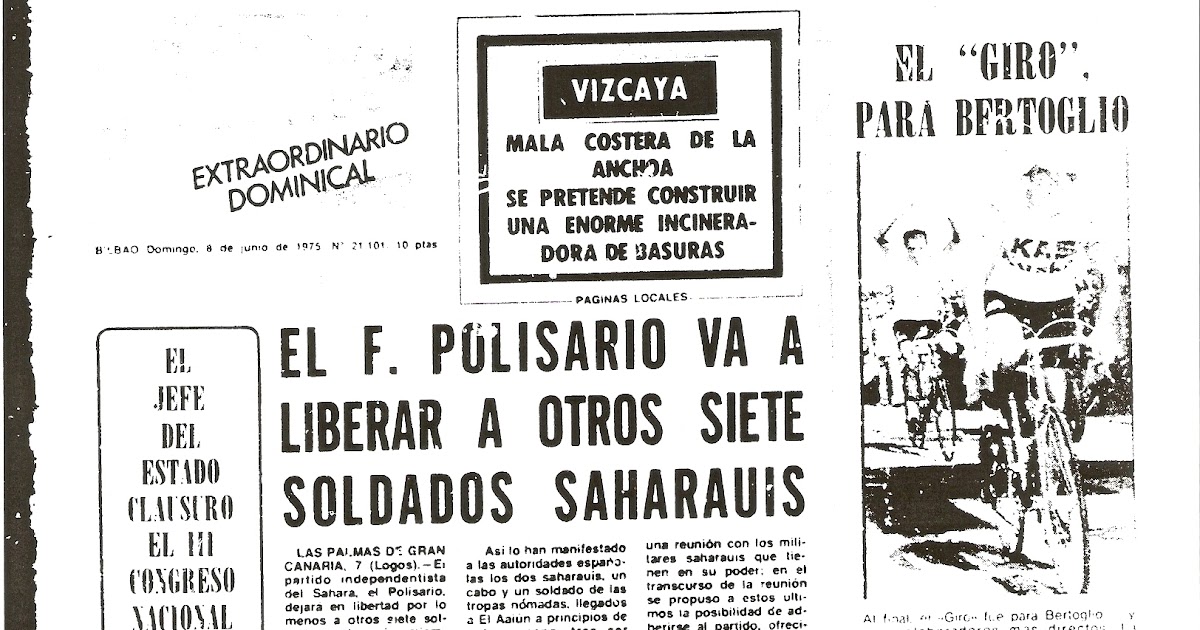 EXTRAORDINARIO
DOMINICAL
BILBAO Domingo, 8 de junio de 1975 N° 21.101. 10 ptas
VIZCAYA
MALA COSTERA DE LA
ANCHOA
SE PRETENDE CONSTRUIR
UNA ENORME INCINERA-
DORA DE BASURAS
PAGINAS LOCALES
EL "GIRO",
PARA BERTOGLIO
KAS
EL
JEFE
DEL
ESTADO
CLAUSURO
EL III
CONGRESO
NACIONAL
EL F. POLISARIO VA A
LIBERAR A OTROS SIETE
SOLDADOS SAHARAUIS
LAS PALMAS DE GRAN
CANARIA, 7 (Logos).—El
partido independentista
del Sahara, el Polisario,
dejará en libertad por lo
menos a otros siete sol-
Así lo han manifestado
a las autoridades españo-
las los dos saharauis, un
cabo y un soldado de las
tropas nómadas, llegados
a El Aaiún a principios de
una reunión con los mili-
tares saharauis que tie-
nen en su poder; en el
transcurso de la reunión
se propuso a estos últi-
mos la posibilidad de ad-
herirse al partido, ofreci-
Al final, el «Giro» fue para Bertoglio y